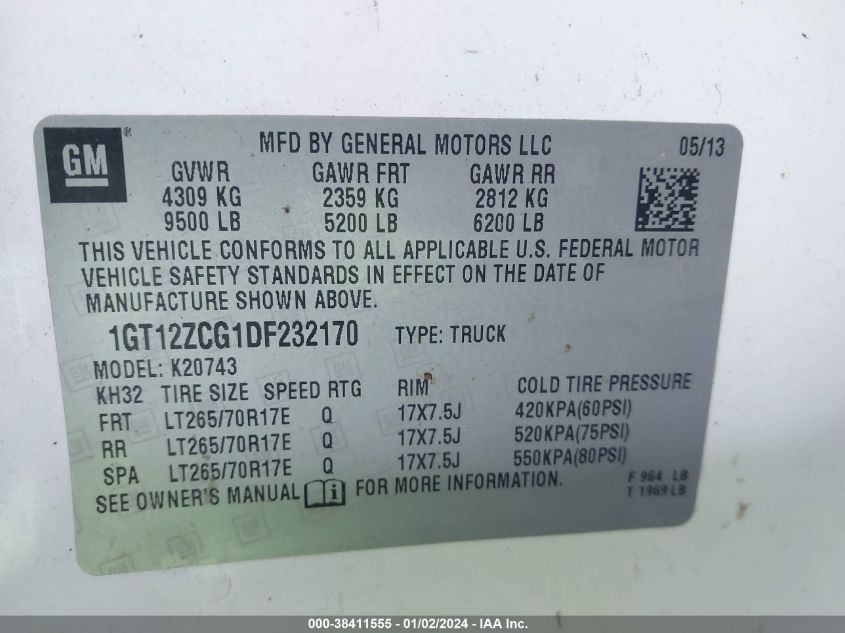 GM ®
MFD BY GENERAL MOTORS LLC 05/13
GVWR GAWR FRT GAWR RR
4309 KG 2359 KG 2812 KG
9500 LB 5200 LB 6200 LB
THIS VEHICLE CONFORMS TO ALL APPLICABLE U.S. FEDERAL MOTOR
VEHICLE SAFETY STANDARDS IN EFFECT ON THE DATE OF
MANUFACTURE SHOWN ABOVE.
1GT12ZCG1DF232170 TYPE: TRUCK
MODEL: K20743
KH32 TIRE SIZE SPEED RTG RIM COLD TIRE PRESSURE
FRT LT265/70R17E Q 17X7.5J 420KPA(60PSI)
RR LT265/70R17E Q 17X7.5J 520KPA(75PSI)
SPA LT265/70R17E Q 17X7.5J 550KPA(80PSI)
F 964 LB
T 1969 LB
SEE OWNER'S MANUAL FOR MORE INFORMATION.
000-38411555 - 01/02/2024 - IAA Inc.